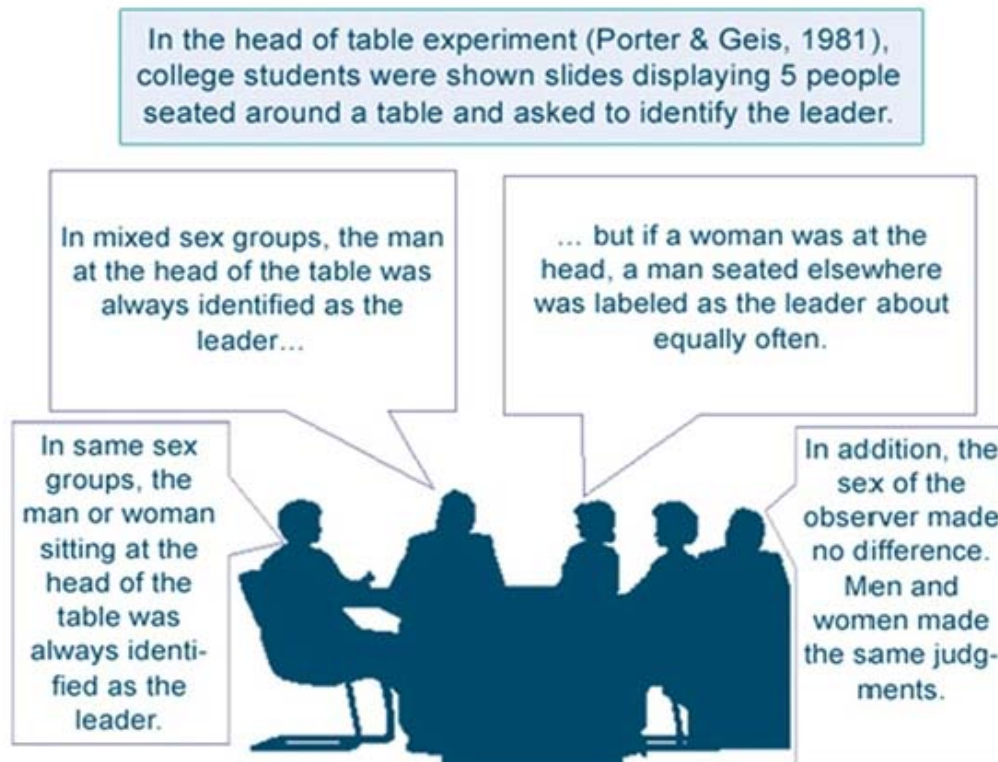 In the head of table experiment (Porter & Geis, 1981),
college students were shown slides displaying 5 people
seated around a table and asked to identify the leader.
In mixed sex groups, the man
at the head of the table was
always identified as the
leader...
... but if a woman was at the
head, a man seated elsewhere
was labeled as the leader about
equally often.
In same sex
groups, the
man or woman
sitting at the
head of the
table was
always identi-
fied as the
leader.
In addition, the
sex of the
observer made
no difference.
Men and
women made
the same judg-
ments.